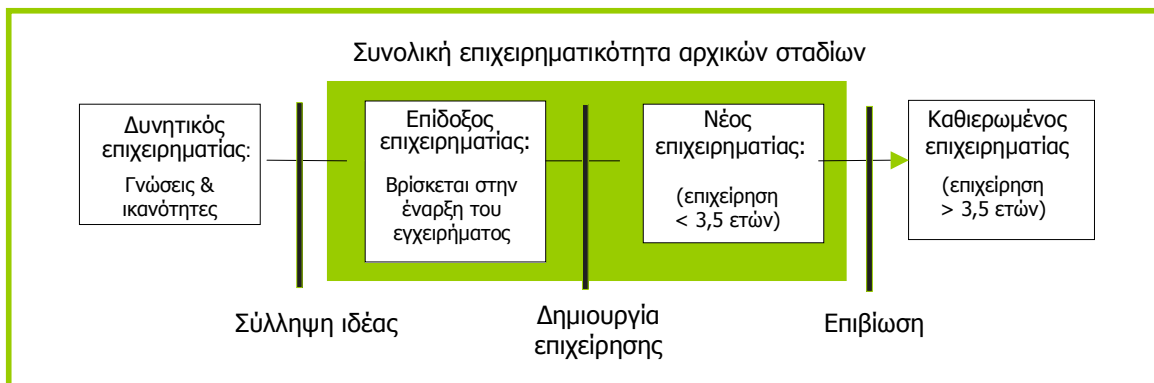 Συνολική επιχειρηματικότητα αρχικών σταδίων
Δυνητικός
επιχειρηματίας:
Γνώσεις &
ικανότητες
Επίδοξος
επιχειρηματίας:
Βρίσκεται στην
έναρξη του
εγχειρήματος
Νέος
επιχειρηματίας:
(επιχείρηση
< 3,5 ετών)
Καθιερωμένος
επιχειρηματίας
(επιχείρηση
> 3,5 ετών)
Σύλληψη ιδέας
Δημιουργία
επιχείρησης
Επιβίωση